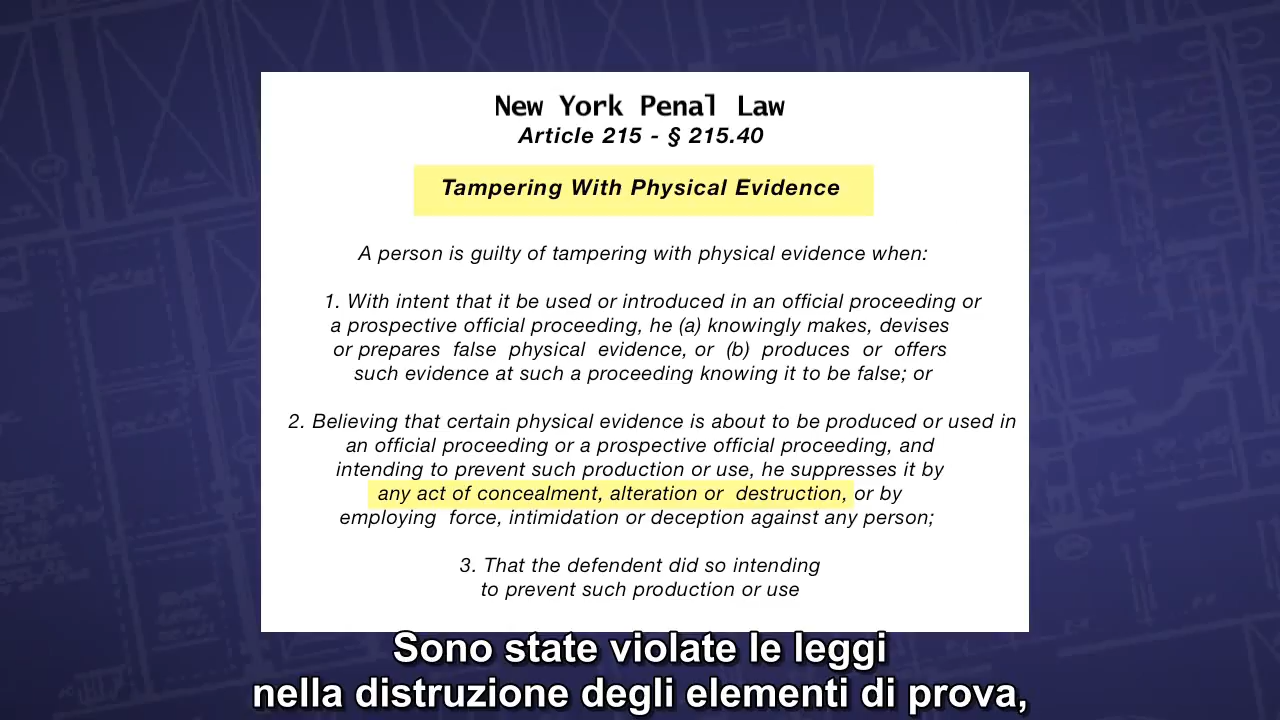 New York Penal Law
Article 215 - § 215.40
Tampering With Physical Evidence
A person is guilty of tampering with physical evidence when:
1. With intent that it be used or introduced in an official proceeding or
a prospective official proceeding, he (a) knowingly makes, devises
or prepares false physical evidence, or (b) produces or offers
such evidence at such a proceeding knowing it to be false; or
2. Believing that certain physical evidence is about to be produced or used in
an official proceeding or a prospective official proceeding, and
intending to prevent such production or use, he suppresses it by
any act of concealment, alteration or destruction, or by
employing force, intimidation or deception against any person;
3. That the defendent did so intending
to prevent such production or use
Sono state violate le leggi
nella distruzione degli elementi di prova,